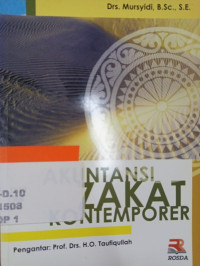 Drs. Mursyidi, B.Sc., S.E.
AKUNTANSI
ZAKAT
KONTEMPORER
Pengantar: Prof. Drs. H.O. Taufiqullah
ROSDA